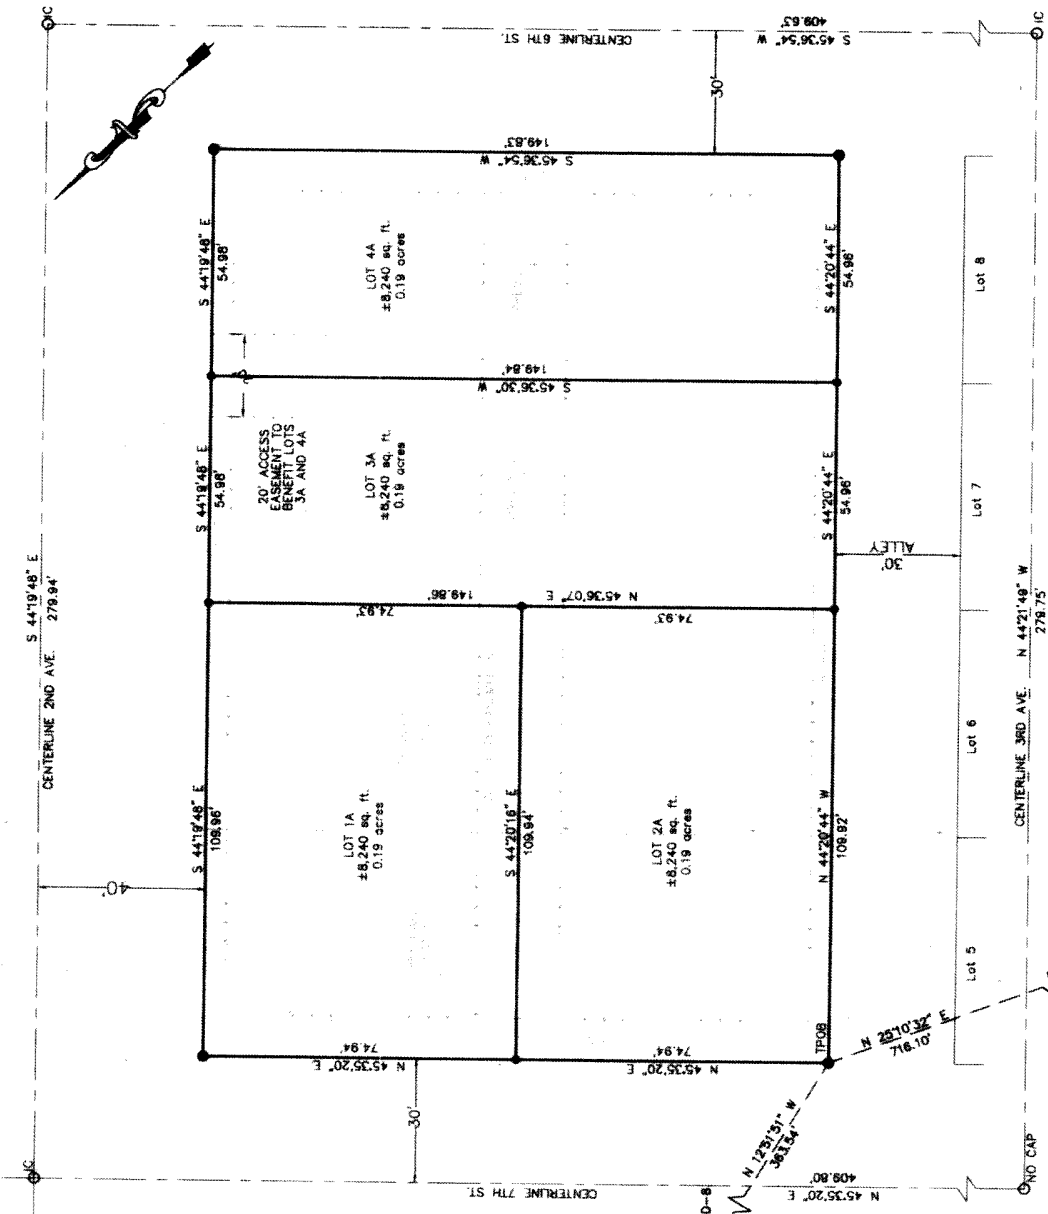 IC
CENTERLINE 6TH ST.
S 45°36'54" W
409.63'
IC
30'
149.83'
S 45°36'54" W
S 44°19'48" E
54.98'
LOT 4A
±8,240 sq. ft.
0.19 acres
S 44°20'44" E
54.96'
Lot 8
149.84'
S 45°36'30" W
20' ACCESS
EASEMENT TO
BENEFIT LOTS
3A AND 4A
S 44°19'48" E
54.98'
LOT 3A
±8,240 sq. ft.
0.19 acres
S 44°20'44" E
54.96'
Lot 7
30'
ALLEY
S 44°19'48" E
279.94'
CENTERLINE 2ND AVE.
74.93'
149.86'
N 45°36'07" E
74.93'
N 44°21'49" W
279.75'
CENTERLINE 3RD AVE.
Lot 6
S 44°19'48" E
109.96'
LOT 1A
±8,240 sq. ft.
0.19 acres
S 44°20'16" E
109.94'
LOT 2A
±8,240 sq. ft.
0.19 acres
N 44°20'44" W
109.92'
40'
Lot 5
74.94'
N 45°35'20" E
74.94'
N 45°35'20" E
TPOB
N 25°10'32" E
716.10'
30'
N 12°51'51" W
363.54'
IC
CENTERLINE 7TH ST.
D-8
409.80'
N 45°35'20" E
NO CAP